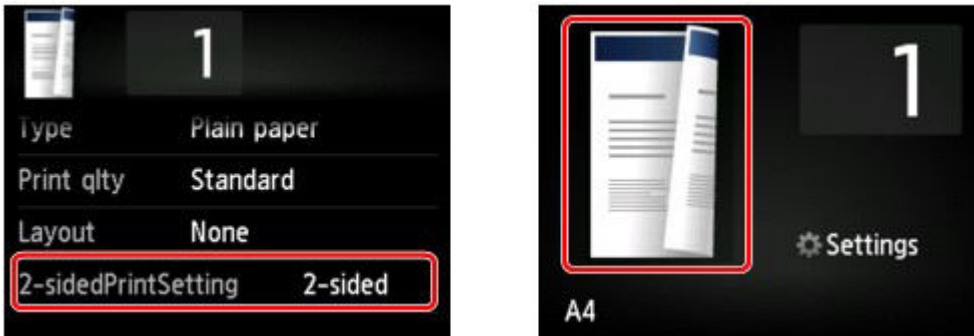 1
Type Plain paper
Print qlty Standard
Layout None
2-sidedPrintSetting 2-sided
1
Settings
A4